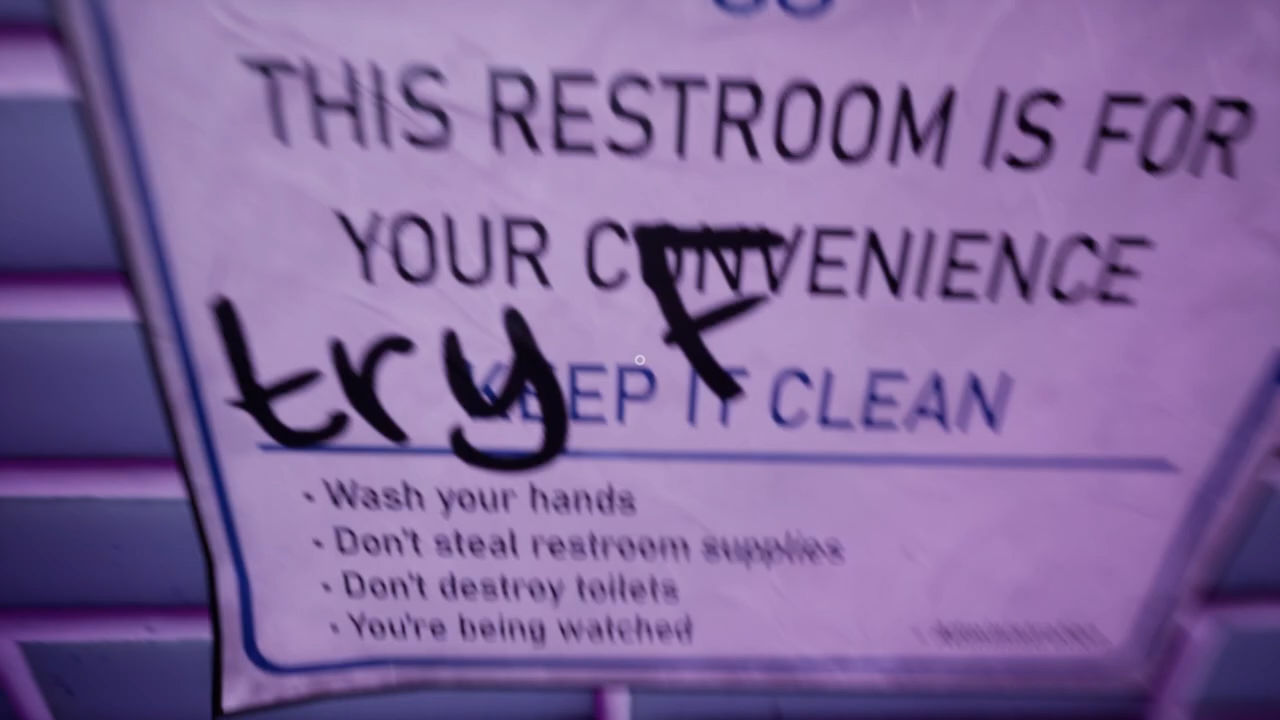 THIS RESTROOM IS FOR
YOUR CONVENIENCE
try F
KEEP IT CLEAN
· Wash your hands
· Don't steal restroom supplies
· Don't destroy toilets
· You're being watched